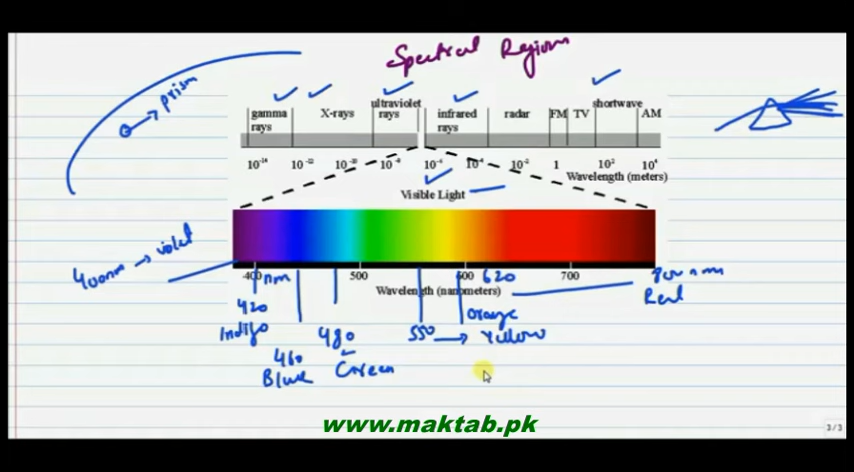 Spectral Regions
prism
gamma rays
X-rays
ultraviolet rays
infrared rays
radar
FM
TV
shortwave
AM
10⁻¹⁴ 10⁻¹² 10⁻¹⁰ 10⁻⁸ 10⁻⁶ 10⁻⁴ 10⁻² 1 10² 10⁴
Wavelength (meters)
Visible Light
400nm → violet
400 nm 500 600 620 700 800 nm
Wavelength (nanometers)
Red
420
Indigo
460
Blue
480
Green
550 → Yellow
orange
www.maktab.pk
3/3